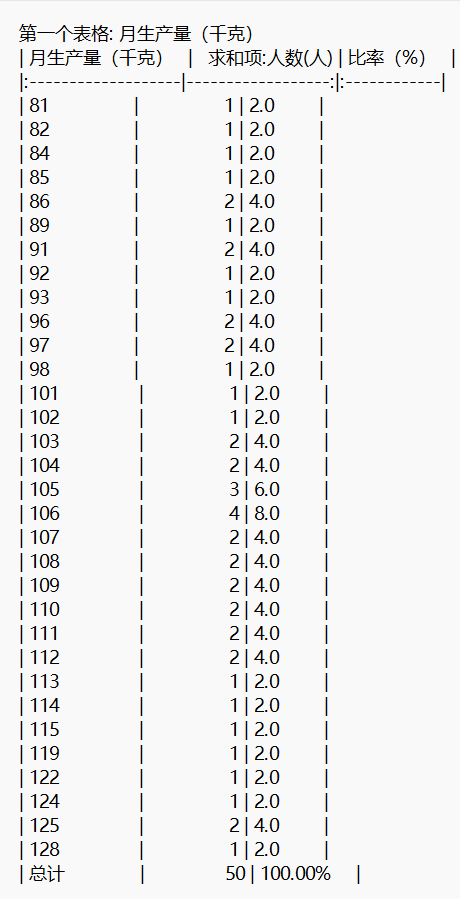 第一个表格: 月生产量（千克）
| 月生产量（千克） | 求和项:人数(人) | 比率（%） |
|:-------------------|------------------:|:------------|
| 81 | 1 | 2.0 |
| 82 | 1 | 2.0 |
| 84 | 1 | 2.0 |
| 85 | 1 | 2.0 |
| 86 | 2 | 4.0 |
| 89 | 1 | 2.0 |
| 91 | 2 | 4.0 |
| 92 | 1 | 2.0 |
| 93 | 1 | 2.0 |
| 96 | 2 | 4.0 |
| 97 | 2 | 4.0 |
| 98 | 1 | 2.0 |
| 101 | 1 | 2.0 |
| 102 | 1 | 2.0 |
| 103 | 2 | 4.0 |
| 104 | 2 | 4.0 |
| 105 | 3 | 6.0 |
| 106 | 4 | 8.0 |
| 107 | 2 | 4.0 |
| 108 | 2 | 4.0 |
| 109 | 2 | 4.0 |
| 110 | 2 | 4.0 |
| 111 | 2 | 4.0 |
| 112 | 2 | 4.0 |
| 113 | 1 | 2.0 |
| 114 | 1 | 2.0 |
| 115 | 1 | 2.0 |
| 119 | 1 | 2.0 |
| 122 | 1 | 2.0 |
| 124 | 1 | 2.0 |
| 125 | 2 | 4.0 |
| 128 | 1 | 2.0 |
| 总计 | 50 | 100.00% |